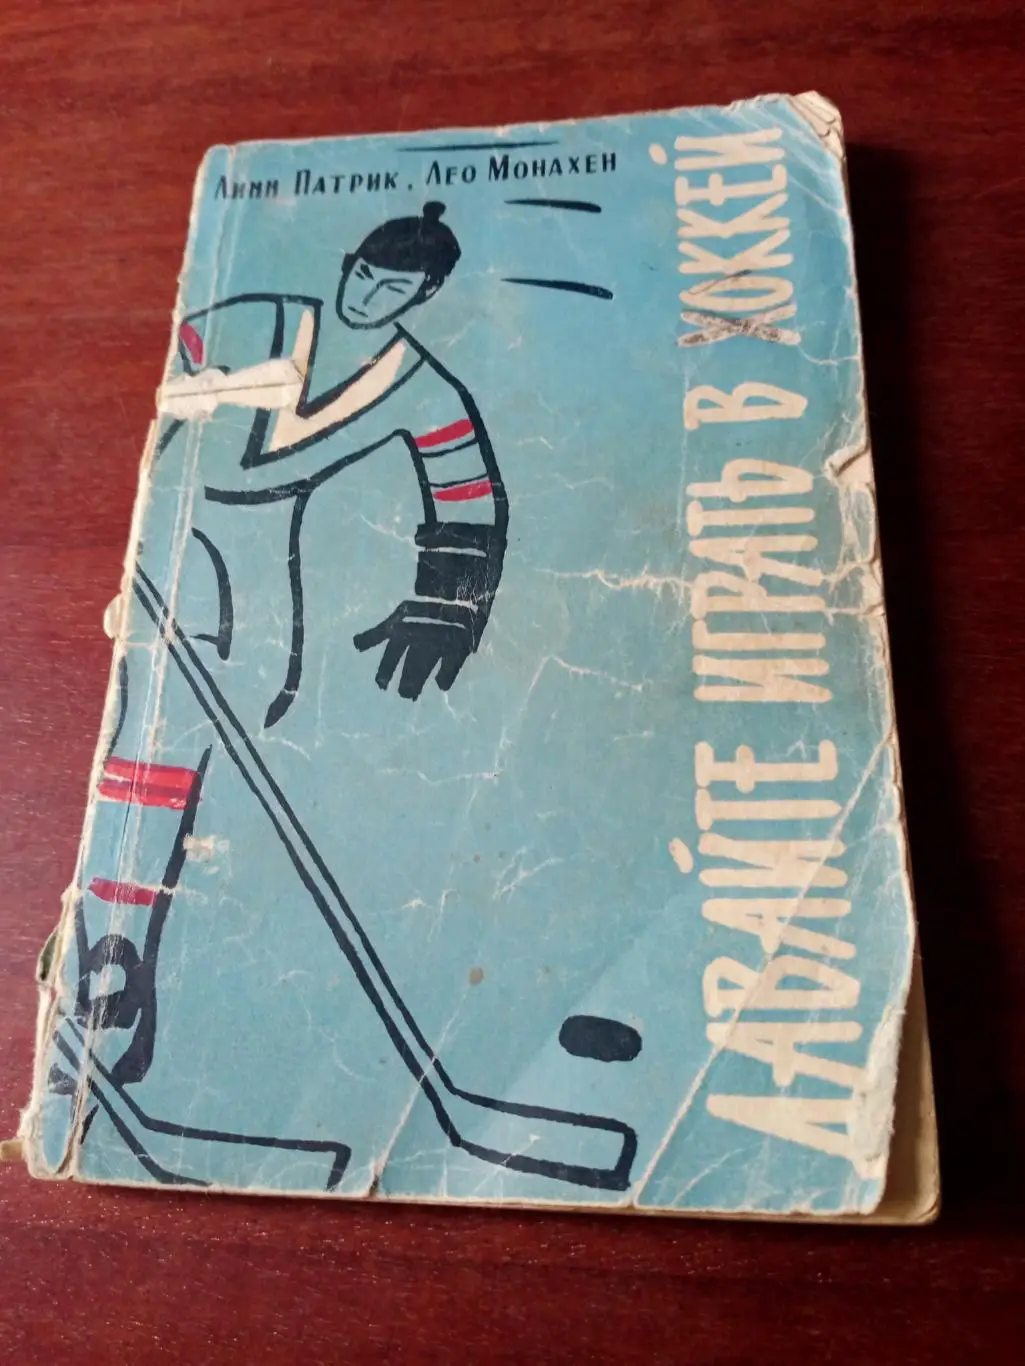 Линн Патрик, Лео Монахен
ДАВАЙТЕ ИГРАТЬ В ХОККЕЙ